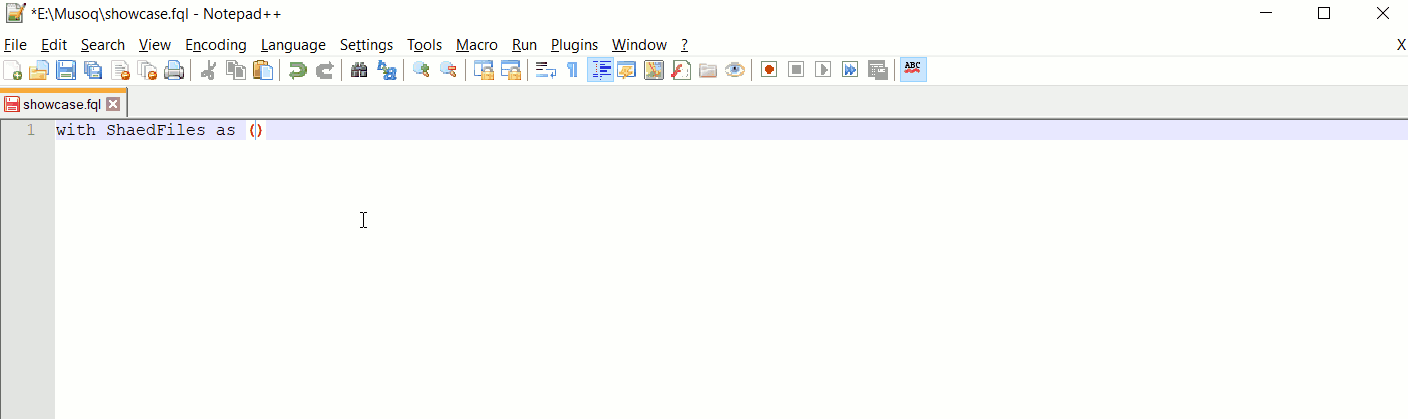 *E:\Musoq\showcase.fql - Notepad++
File Edit Search View Encoding Language Settings Tools Macro Run Plugins Window ? X
ABC
showcase.fql
1 with ShaedFiles as ()